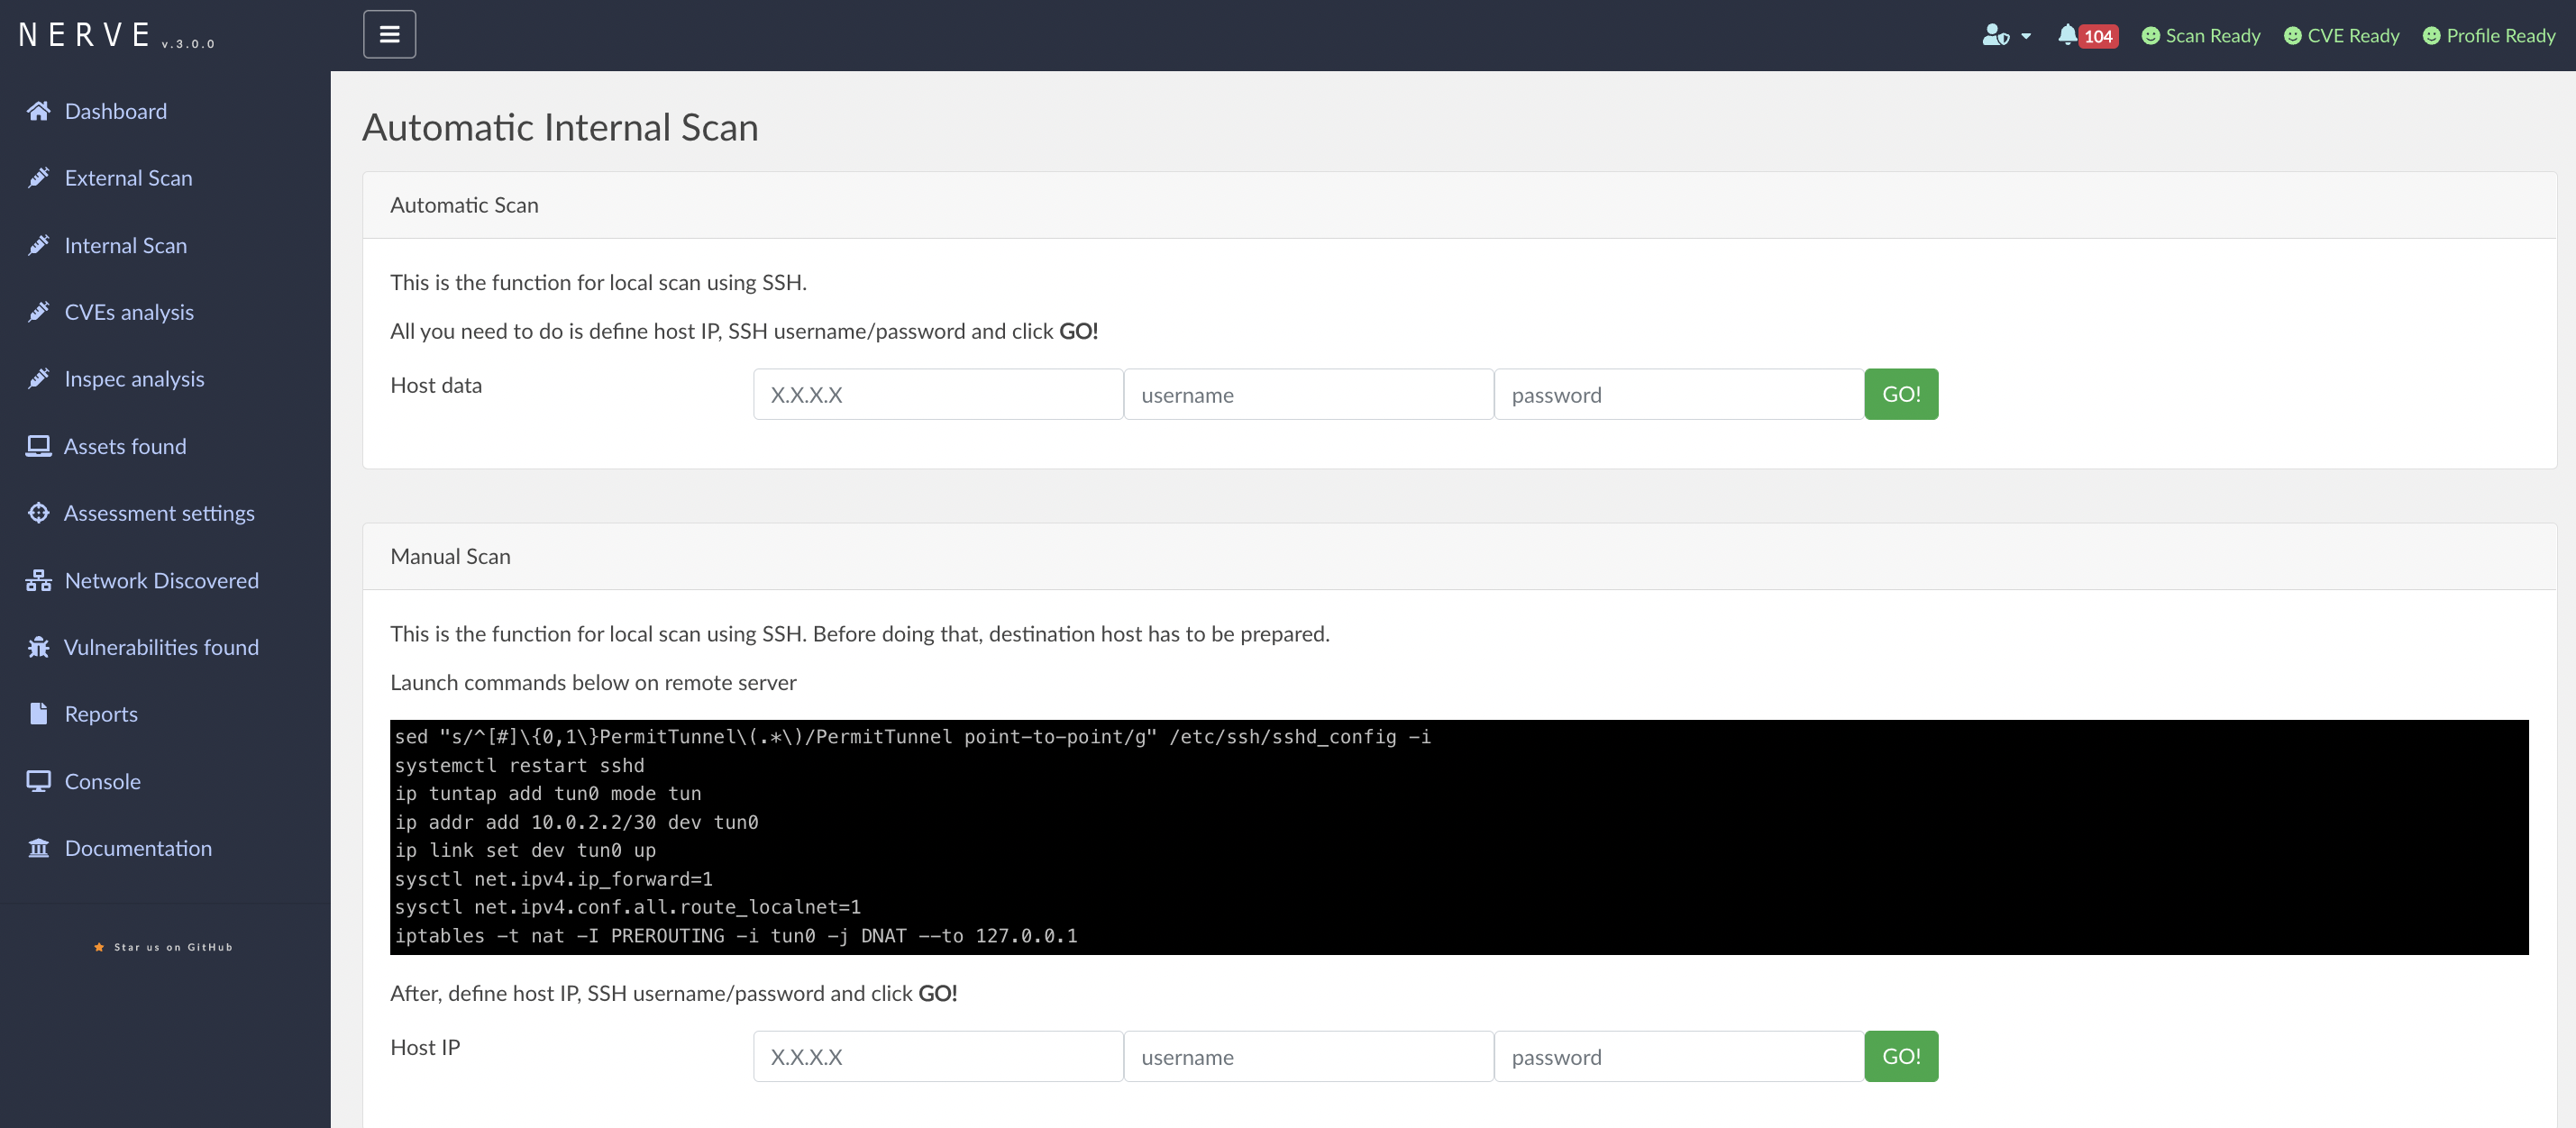 NERVE v.3.0.0
104
Scan Ready
CVE Ready
Profile Ready
Dashboard
External Scan
Internal Scan
CVEs analysis
Inspec analysis
Assets found
Assessment settings
Network Discovered
Vulnerabilities found
Reports
Console
Documentation
Star us on GitHub
Automatic Internal Scan
Automatic Scan
This is the function for local scan using SSH.
All you need to do is define host IP, SSH username/password and click GO!
Host data
X.X.X.X
username
password
GO!
Manual Scan
This is the function for local scan using SSH. Before doing that, destination host has to be prepared.
Launch commands below on remote server
sed "s/^[#]\{0,1\}PermitTunnel\(.*\)/PermitTunnel point-to-point/g" /etc/ssh/sshd_config -i
systemctl restart sshd
ip tuntap add tun0 mode tun
ip addr add 10.0.2.2/30 dev tun0
ip link set dev tun0 up
sysctl net.ipv4.ip_forward=1
sysctl net.ipv4.conf.all.route_localnet=1
iptables -t nat -I PREROUTING -i tun0 -j DNAT --to 127.0.0.1
After, define host IP, SSH username/password and click GO!
Host IP
X.X.X.X
username
password
GO!